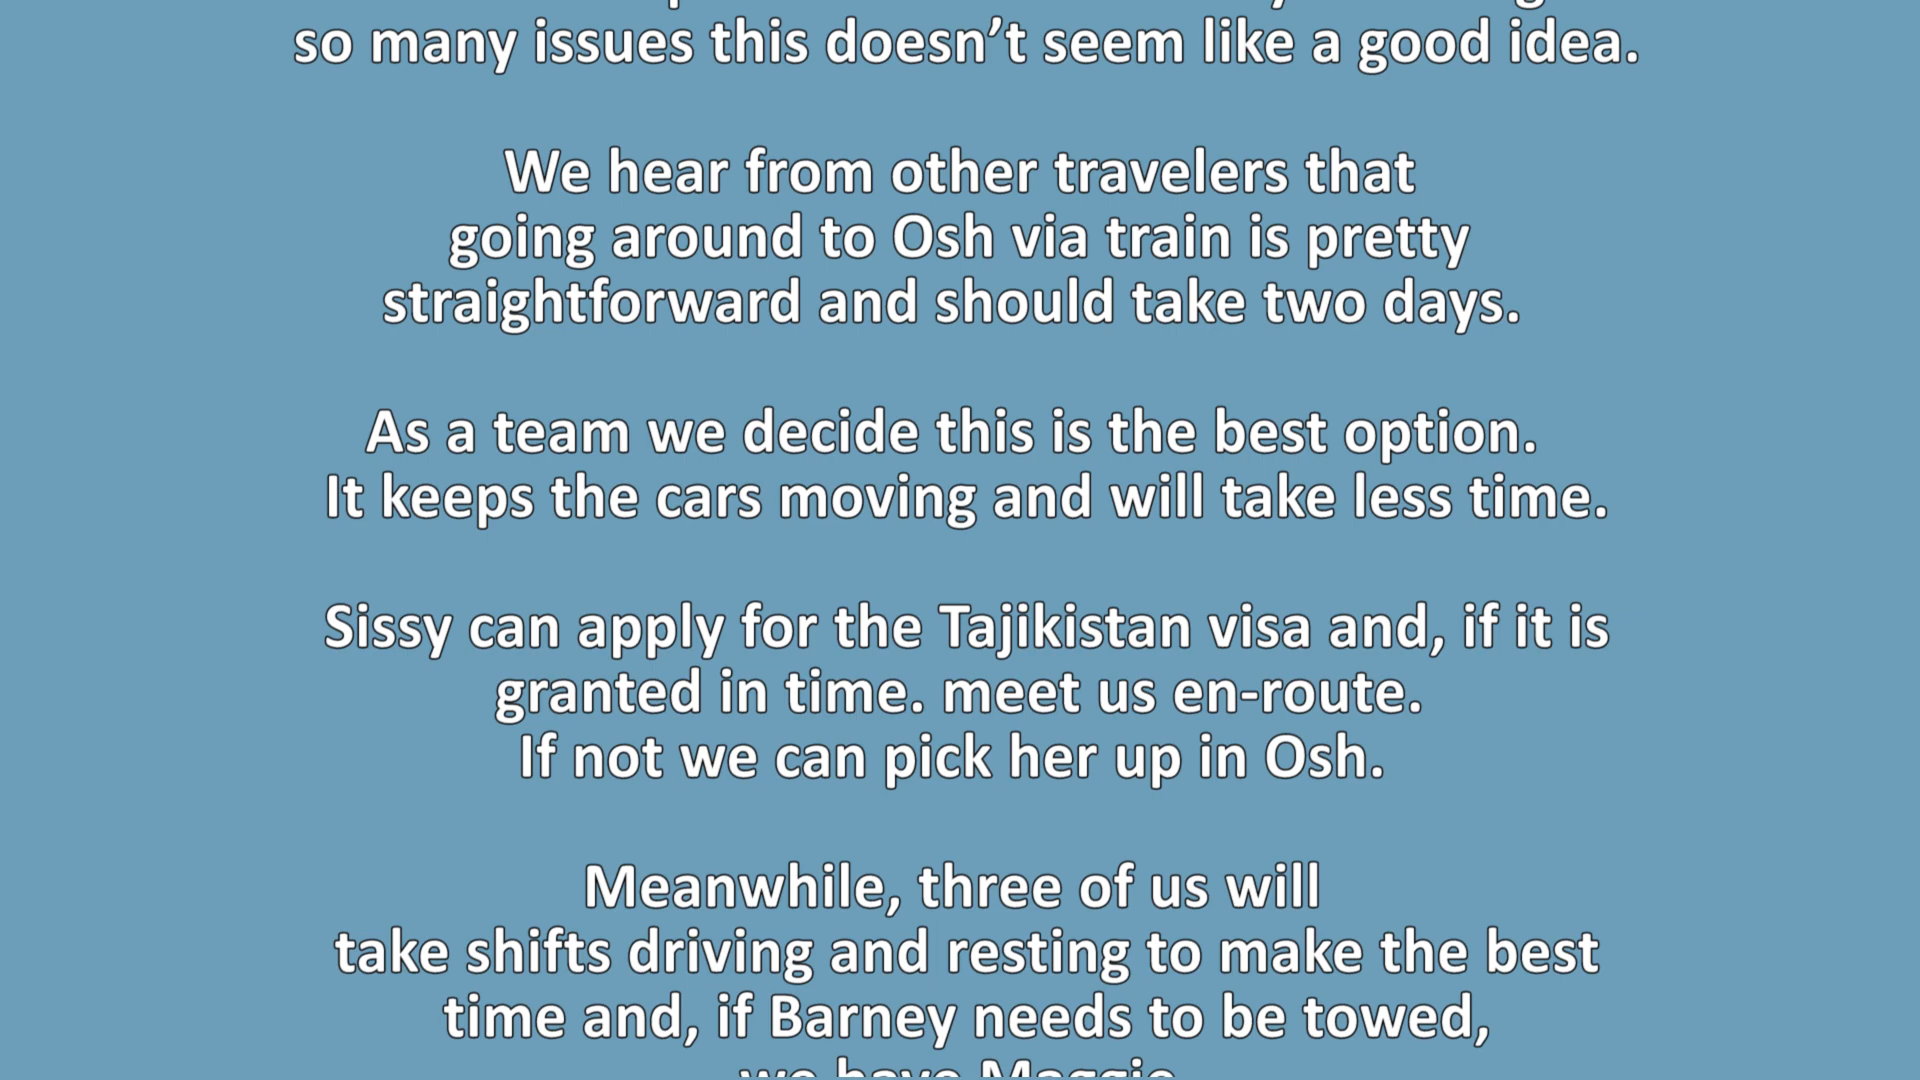 so many issues this doesn’t seem like a good idea.
We hear from other travelers that
going around to Osh via train is pretty
straightforward and should take two days.
As a team we decide this is the best option.
It keeps the cars moving and will take less time.
Sissy can apply for the Tajikistan visa and, if it is
granted in time. meet us en-route.
If not we can pick her up in Osh.
Meanwhile, three of us will
take shifts driving and resting to make the best
time and, if Barney needs to be towed,
we have Maggie